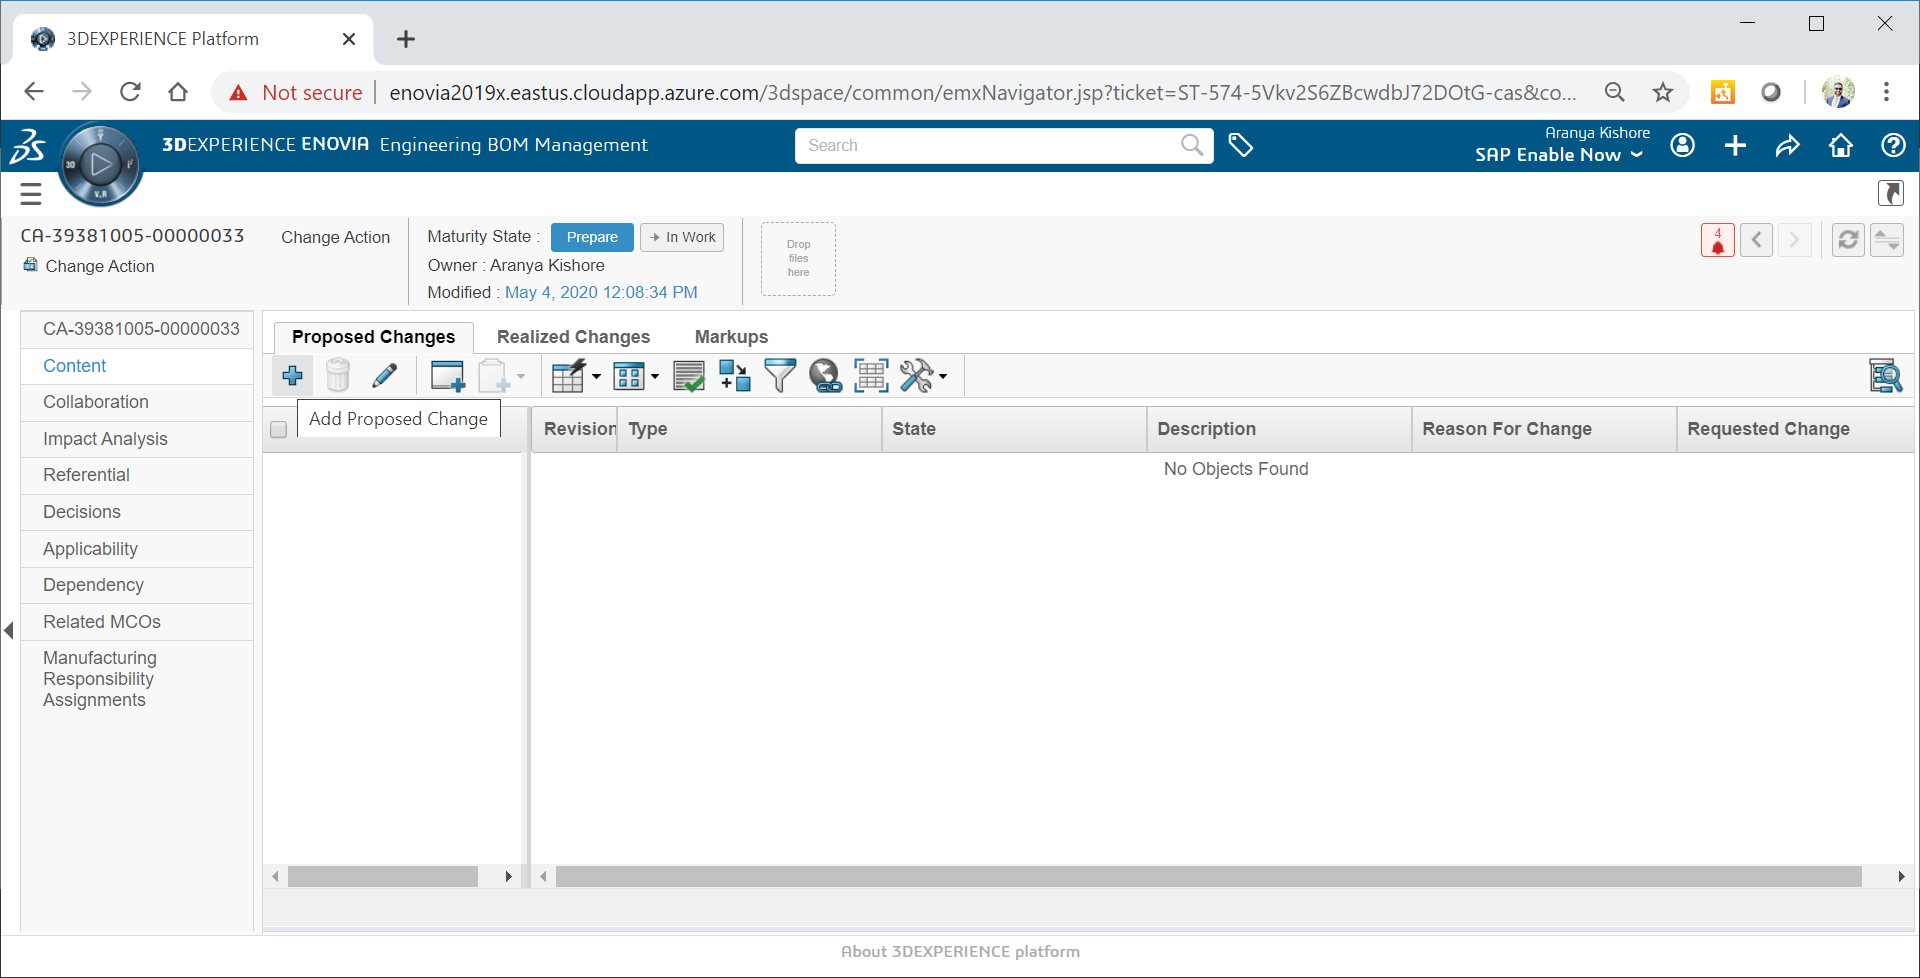 3DEXPERIENCE Platform
Not secure enovia2019x.eastus.cloudapp.azure.com/3dspace/common/emxNavigator.jsp?ticket=ST-574-5Vkv2S6ZBcwdbJ72DOtG-cas&co...
3DEXPERIENCE ENOVIA Engineering BOM Management
Search
Aranya Kishore
SAP Enable Now
3D
V.R
CA-39381005-00000033
Change Action
Change Action
Maturity State : Prepare In Work
Owner : Aranya Kishore
Modified : May 4, 2020 12:08:34 PM
Drop
files
here
4
CA-39381005-00000033
Content
Collaboration
Impact Analysis
Referential
Decisions
Applicability
Dependency
Related MCOs
Manufacturing
Responsibility
Assignments
Proposed Changes Realized Changes Markups
Add Proposed Change
Revision Type State Description Reason For Change Requested Change
No Objects Found
About 3DEXPERIENCE platform